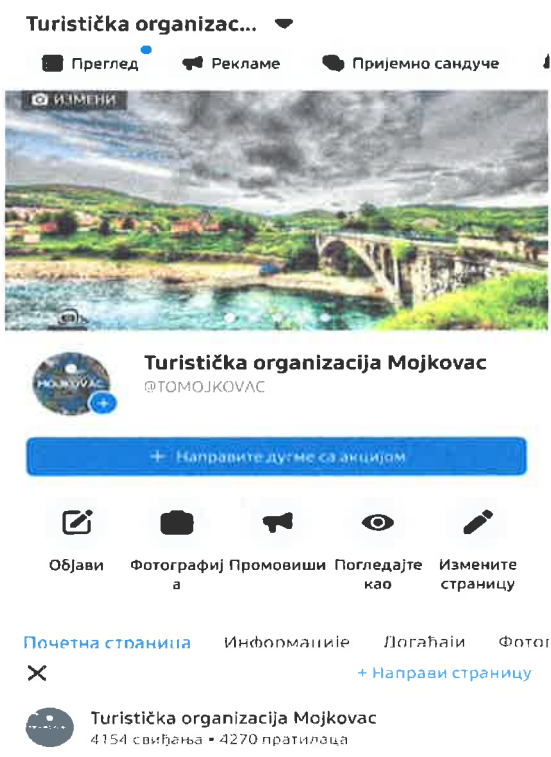 Turistička organizac...
Преглед Рекламе Пријемно сандуче
ИЗМЕНИ
MOJKOVAC
Turistička organizacija Mojkovac
@TOMOJKOVAC
+ Направите дугме са акцијом
Објави Фотографиј Промовиши Погледајте Измените
а као страницу
Почетна страница Информације Догађаји Фотог
+ Направи страницу
Turistička organizacija Mojkovac
4154 свиђања • 4270 пратилаца